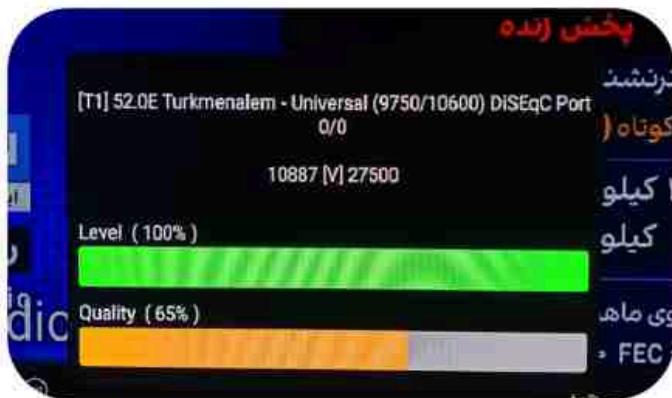 پخش زنده
[T1] 52.0E Turkmenalem - Universal (9750/10600) DiSEqC Port
0/0
10887 [V] 27500
Level ( 100% )
Quality ( 65% )
کوتاه (
کیلو
کیلو
FEC